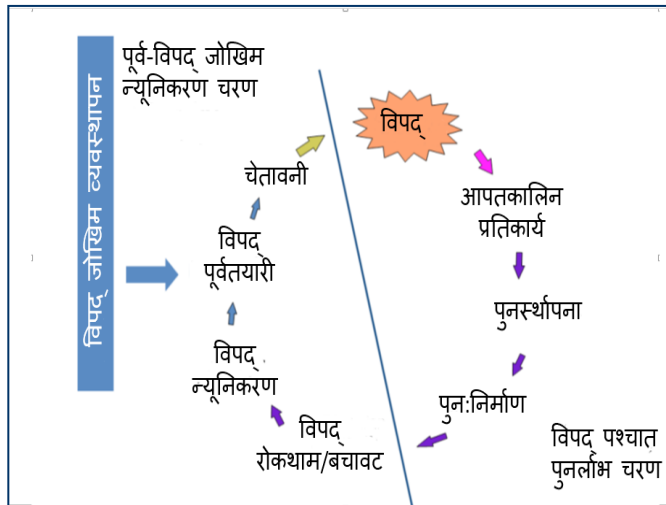 विपद् जोखिम व्यवस्थापन
पूर्व-विपद् जोखिम
न्यूनिकरण चरण
विपद्
आपतकालिन
प्रतिकार्य
पुनर्स्थापना
पुन:निर्माण
विपद् पश्चात
पुनर्लाभ चरण
विपद्
रोकथाम/बचावट
विपद्
न्यूनिकरण
विपद्
पूर्वतयारी
चेतावनी